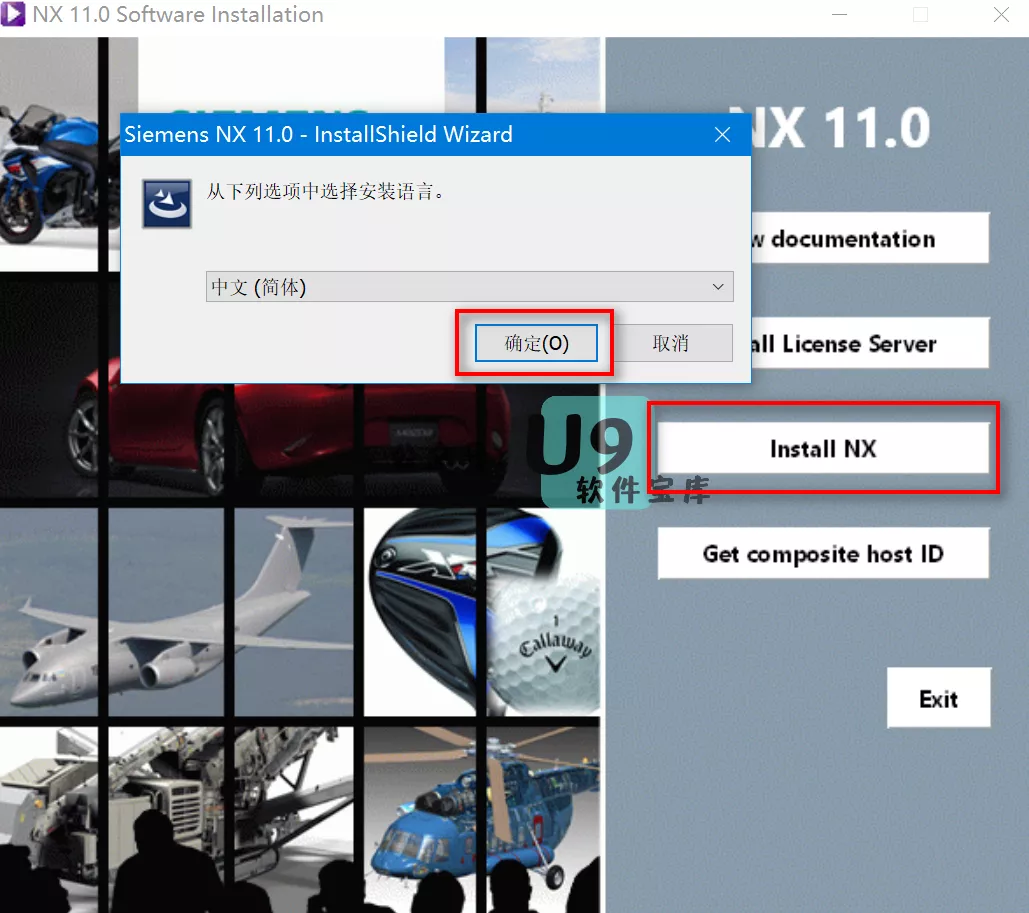 NX 11.0 Software Installation
SIEMENS
NX 11.0
Siemens NX 11.0 - InstallShield Wizard
从下列选项中选择安装语言。
中文 (简体)
确定(O)
取消
documentation
License Server
Install NX
U9
软件宝库
Get composite host ID
Callaway
Exit